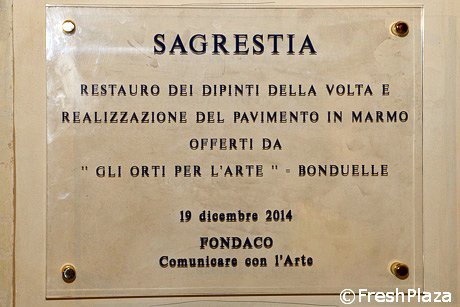 SAGRESTIA
RESTAURO DEI DIPINTI DELLA VOLTA E
REALIZZAZIONE DEL PAVIMENTO IN MARMO
OFFERTI DA
" GLI ORTI PER L'ARTE " - BONDUELLE
19 dicembre 2014
FONDACO
Comunicare con l'Arte
©FreshPlaza